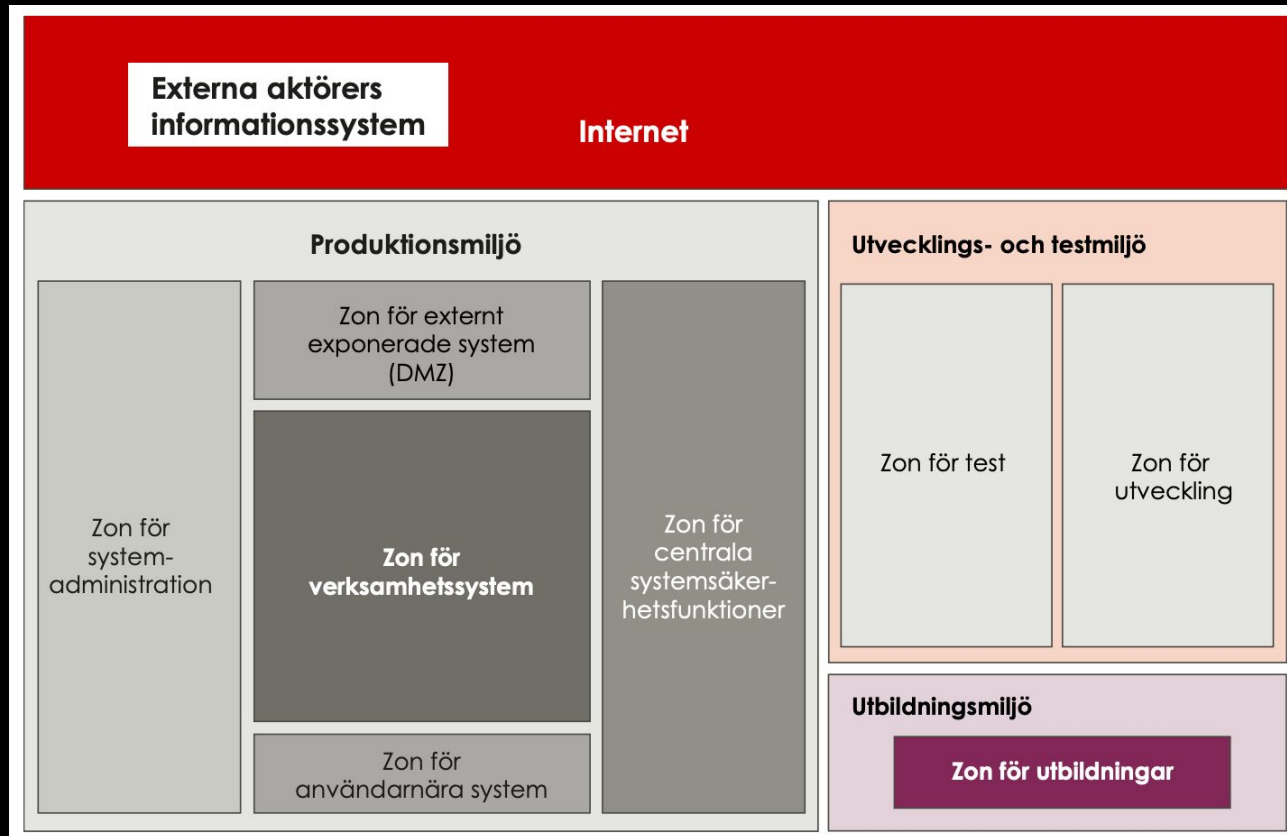 Externa aktörers
informationssystem
Internet
Produktionsmiljö
Zon för
system-
administration
Zon för externt
exponerade system
(DMZ)
Zon för
verksamhetssystem
Zon för
användarnära system
Zon för
centrala
systemsäker-
hetsfunktioner
Utvecklings- och testmiljö
Zon för test
Zon för
utveckling
Utbildningsmiljö
Zon för utbildningar